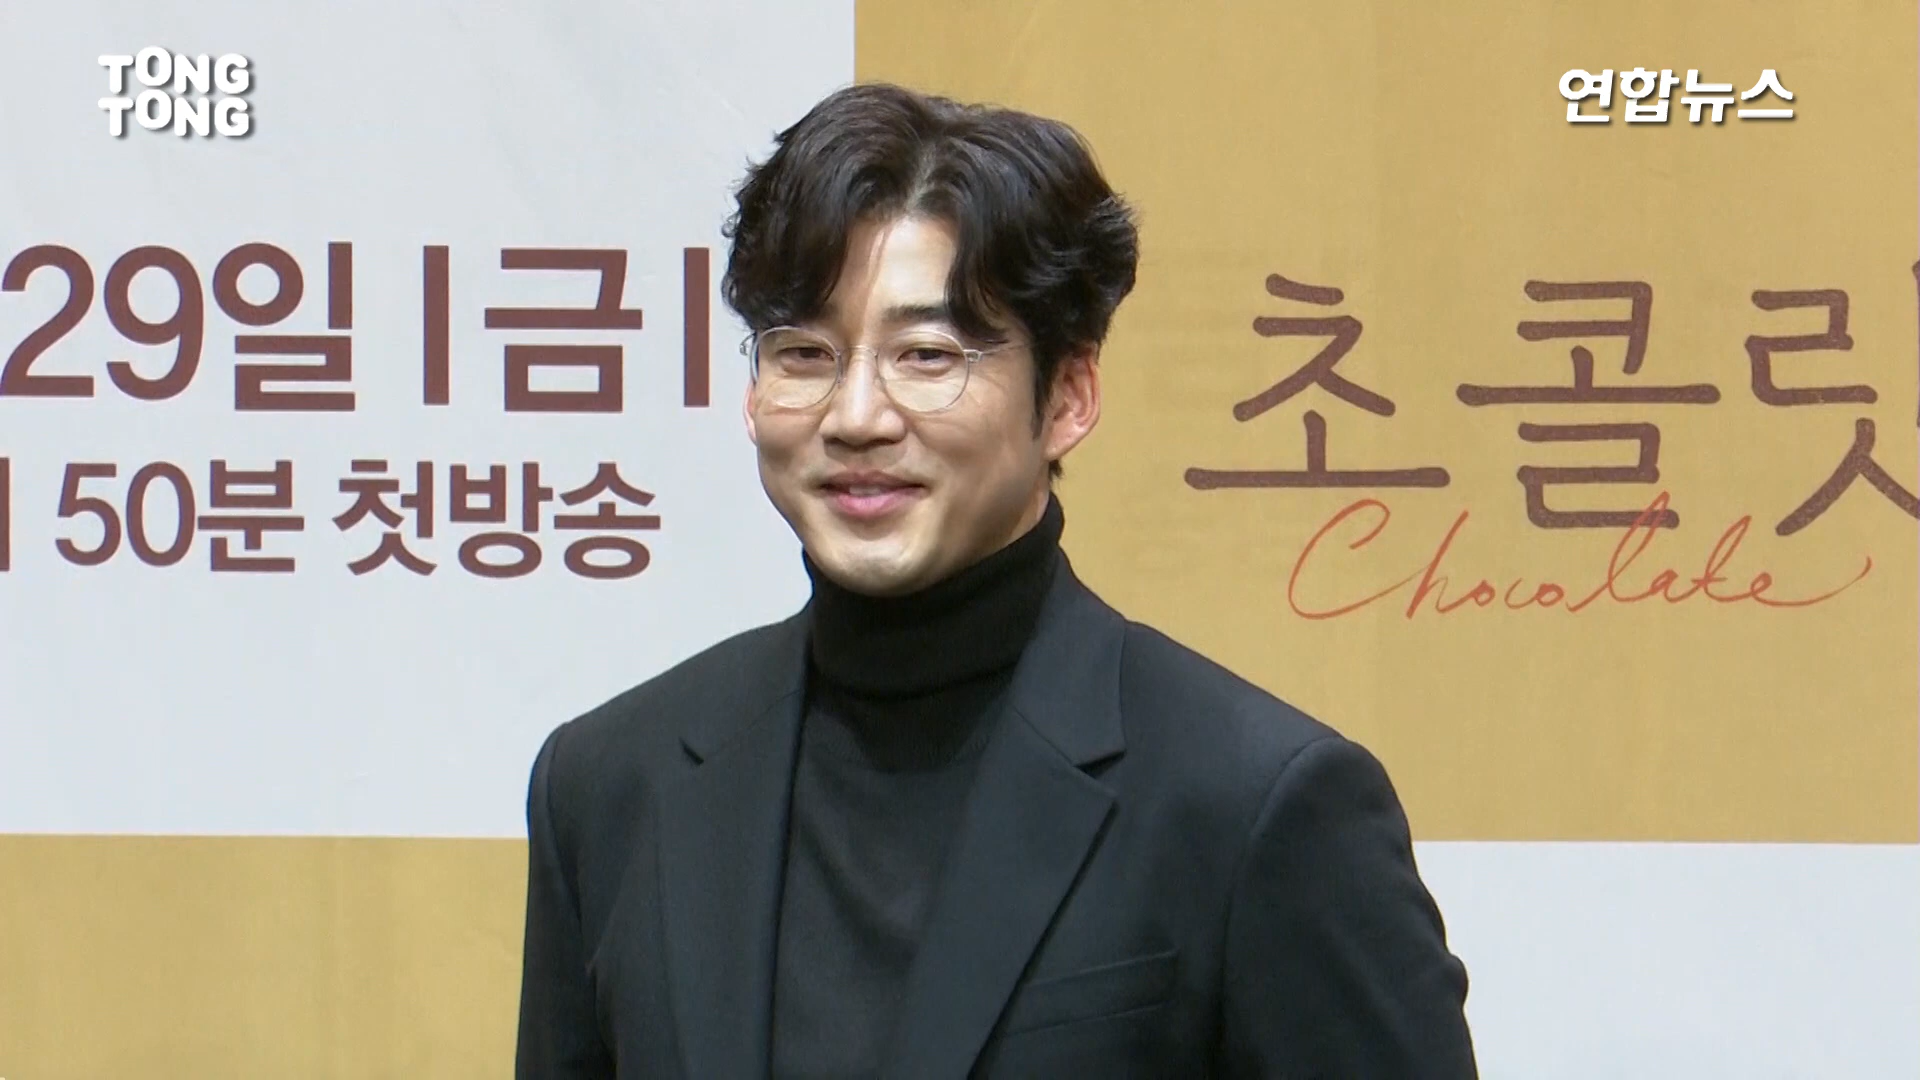 TONG
TONG
연합뉴스
29일 | 금 |
50분 첫방송
초콜릿
Chocolate